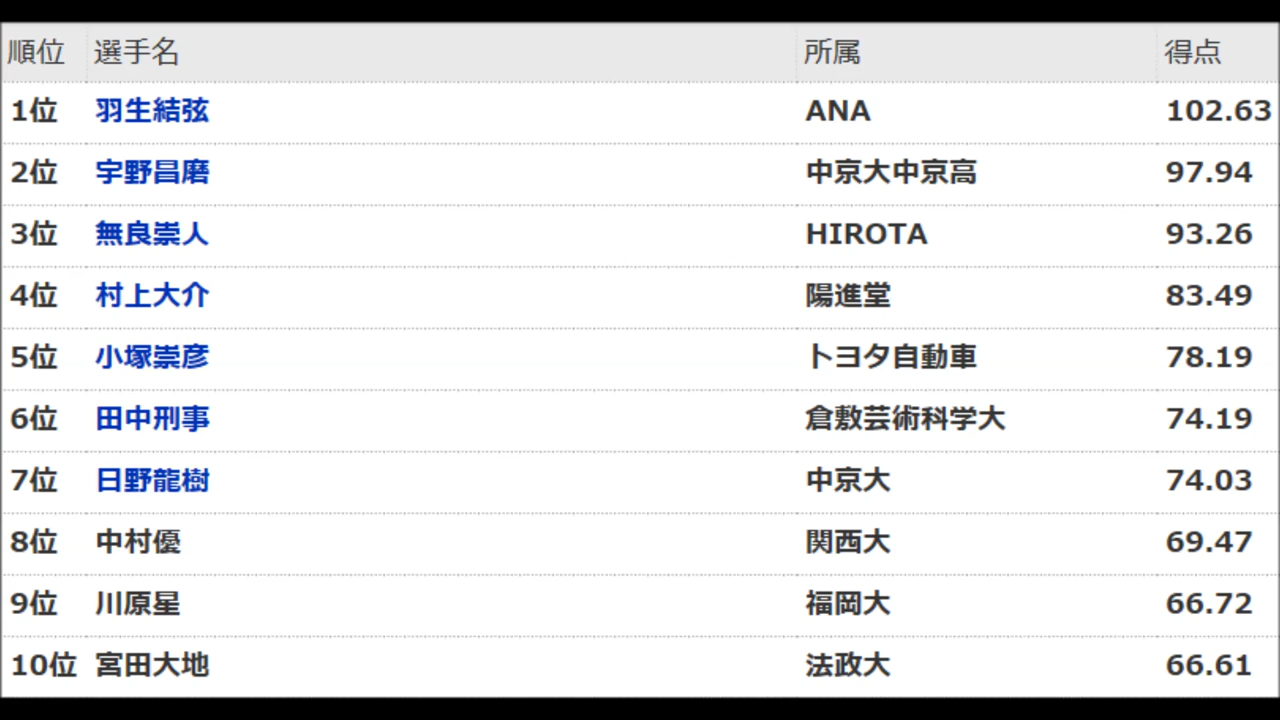 順位 選手名 所属 得点
1位 羽生結弦 ANA 102.63
2位 宇野昌磨 中京大中京高 97.94
3位 無良崇人 HIROTA 93.26
4位 村上大介 陽進堂 83.49
5位 小塚崇彦 トヨタ自動車 78.19
6位 田中刑事 倉敷芸術科学大 74.19
7位 日野龍樹 中京大 74.03
8位 中村優 関西大 69.47
9位 川原星 福岡大 66.72
10位 宮田大地 法政大 66.61